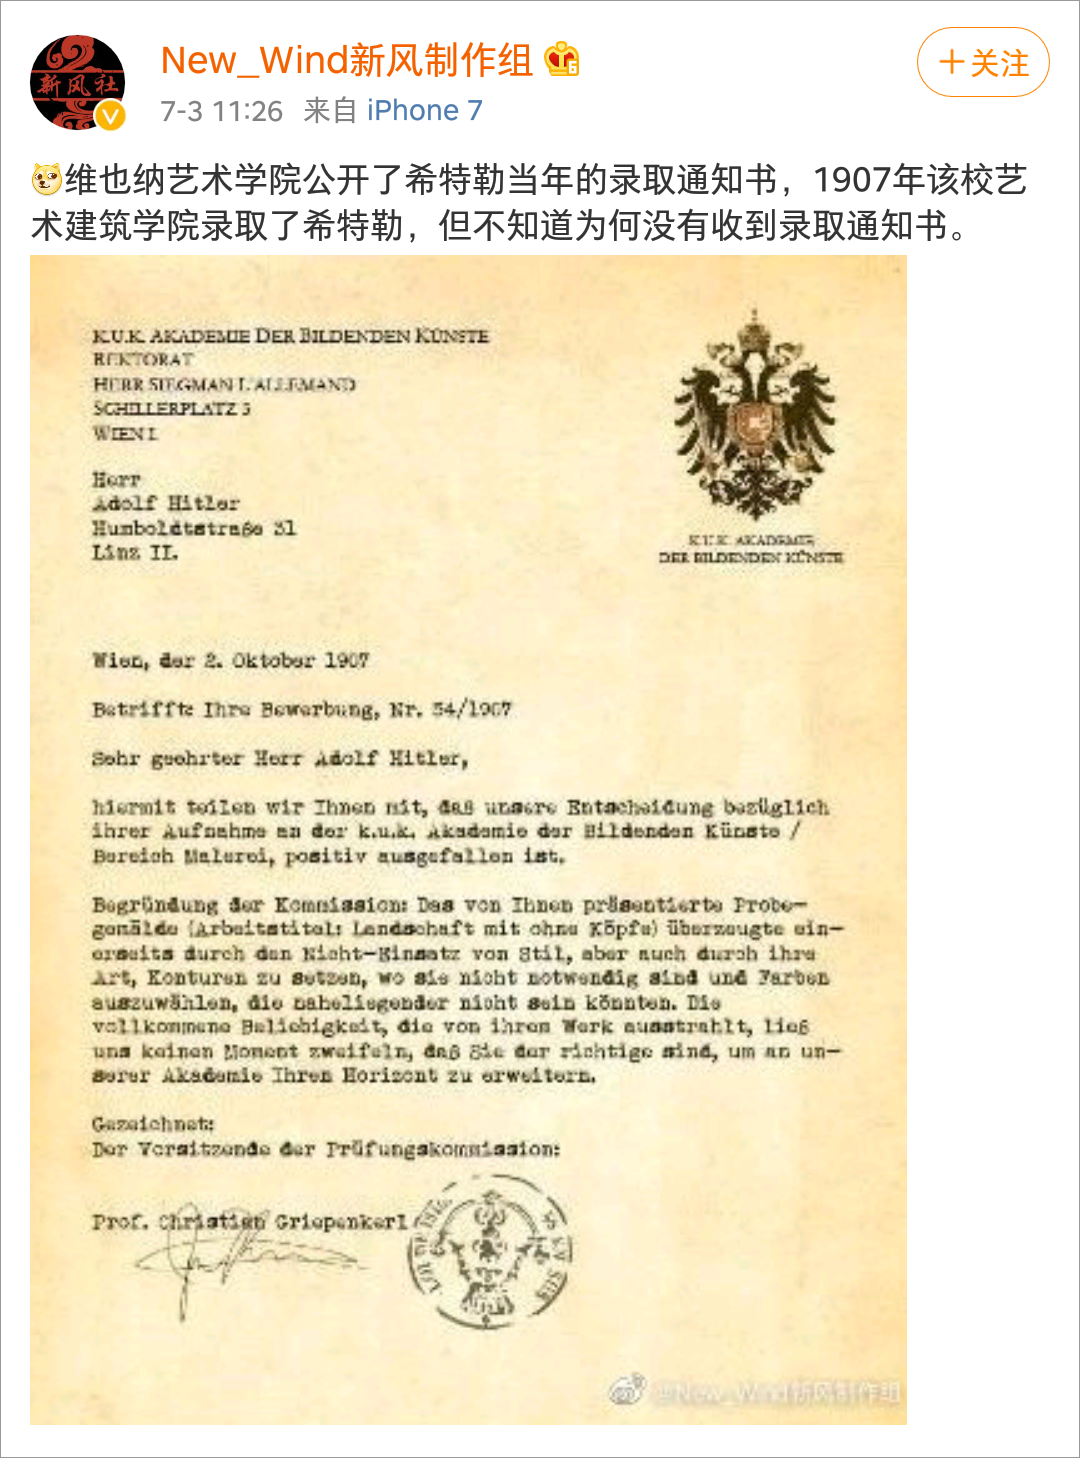 新风社
New_Wind新风制作组
7-3 11:26 来自 iPhone 7
+关注
维也纳艺术学院公开了希特勒当年的录取通知书，1907年该校艺
术建筑学院录取了希特勒，但不知道为何没有收到录取通知书。
K.U.K. AKADEMIE DER BILDENDEN KÜNSTE
REKTORAT
HERR SIEGMAN L'ALLEMAND
SCHILLERPLATZ 3
WIEN I.
Herr
Adolf Hitler
Humboldtstraße 31
Linz II.
K.U.K. AKADEMIE
DER BILDENDEN KÜNSTE
Wien, der 2. Oktober 1907
Betrifft: Ihre Bewerbung, Nr. 54/1907
Sehr geehrter Herr Adolf Hitler,
hiermit teilen wir Ihnen mit, daß unsere Entscheidung bezüglich
ihrer Aufnahme an der k.u.k. Akademie der Bildenden Künste /
Bereich Malerei, positiv ausgefallen ist.
Begründung der Kommission: Das von Ihnen präsentierte Probe-
gemälde (Arbeitstitel: Landschaft mit ohne Köpfe) überzeugte ein-
erseits durch den Nicht-Einsatz von Stil, aber auch durch ihre
Art, Konturen zu setzen, wo sie nicht notwendig sind und Farben
auszuwählen, die naheliegender nicht sein könnten. Die
vollkommene Beliebigkeit, die von ihrem Werk ausstrahlt, ließ
uns keinen Moment zweifeln, daß Sie der richtige sind, um an un-
serer Akademie Ihren Horizont zu erweitern.
Gezeichnet:
Der Vorsitzende der Prüfungskommission:
Prof. Christian Griepenkerl
@New_Wind新风制作组